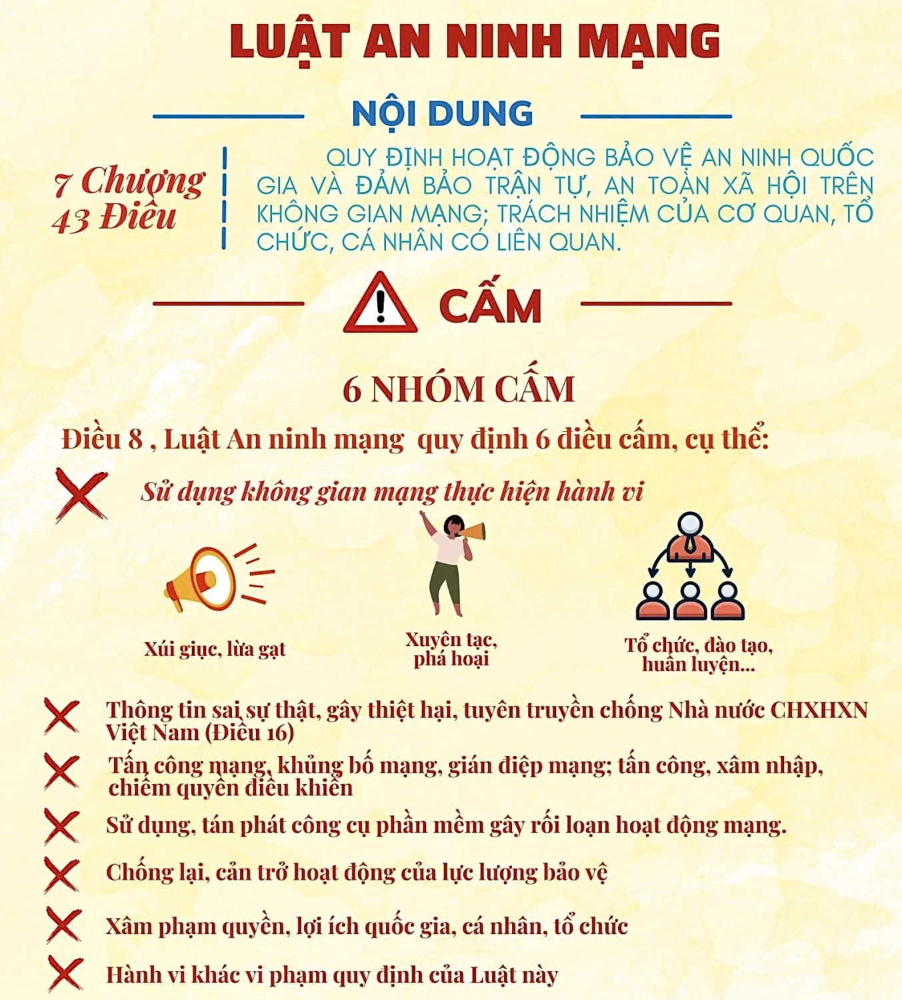 LUẬT AN NINH MẠNG
NỘI DUNG
7 Chương
43 Điều
QUY ĐỊNH HOẠT ĐỘNG BẢO VỆ AN NINH QUỐC
GIA VÀ ĐẢM BẢO TRẬN TỰ, AN TOÀN XÃ HỘI TRÊN
KHÔNG GIAN MẠNG; TRÁCH NHIỆM CỦA CƠ QUAN, TỔ
CHỨC, CÁ NHÂN CÓ LIÊN QUAN.
CẤM
6 NHÓM CẤM
Điều 8 , Luật An ninh mạng quy định 6 điều cấm, cụ thể:
Sử dụng không gian mạng thực hiện hành vi
Xúi giục, lừa gạt
Xuyên tạc,
phá hoại
Tổ chức, đào tạo,
huấn luyện...
Thông tin sai sự thật, gây thiệt hại, tuyên truyền chống Nhà nước CHXHXN
Việt Nam (Điều 16)
Tấn công mạng, khủng bố mạng, gián điệp mạng; tấn công, xâm nhập,
chiếm quyền điều khiển
Sử dụng, tán phát công cụ phần mềm gây rối loạn hoạt động mạng.
Chống lại, cản trở hoạt động của lực lượng bảo vệ
Xâm phạm quyền, lợi ích quốc gia, cá nhân, tổ chức
Hành vi khác vi phạm quy định của Luật này